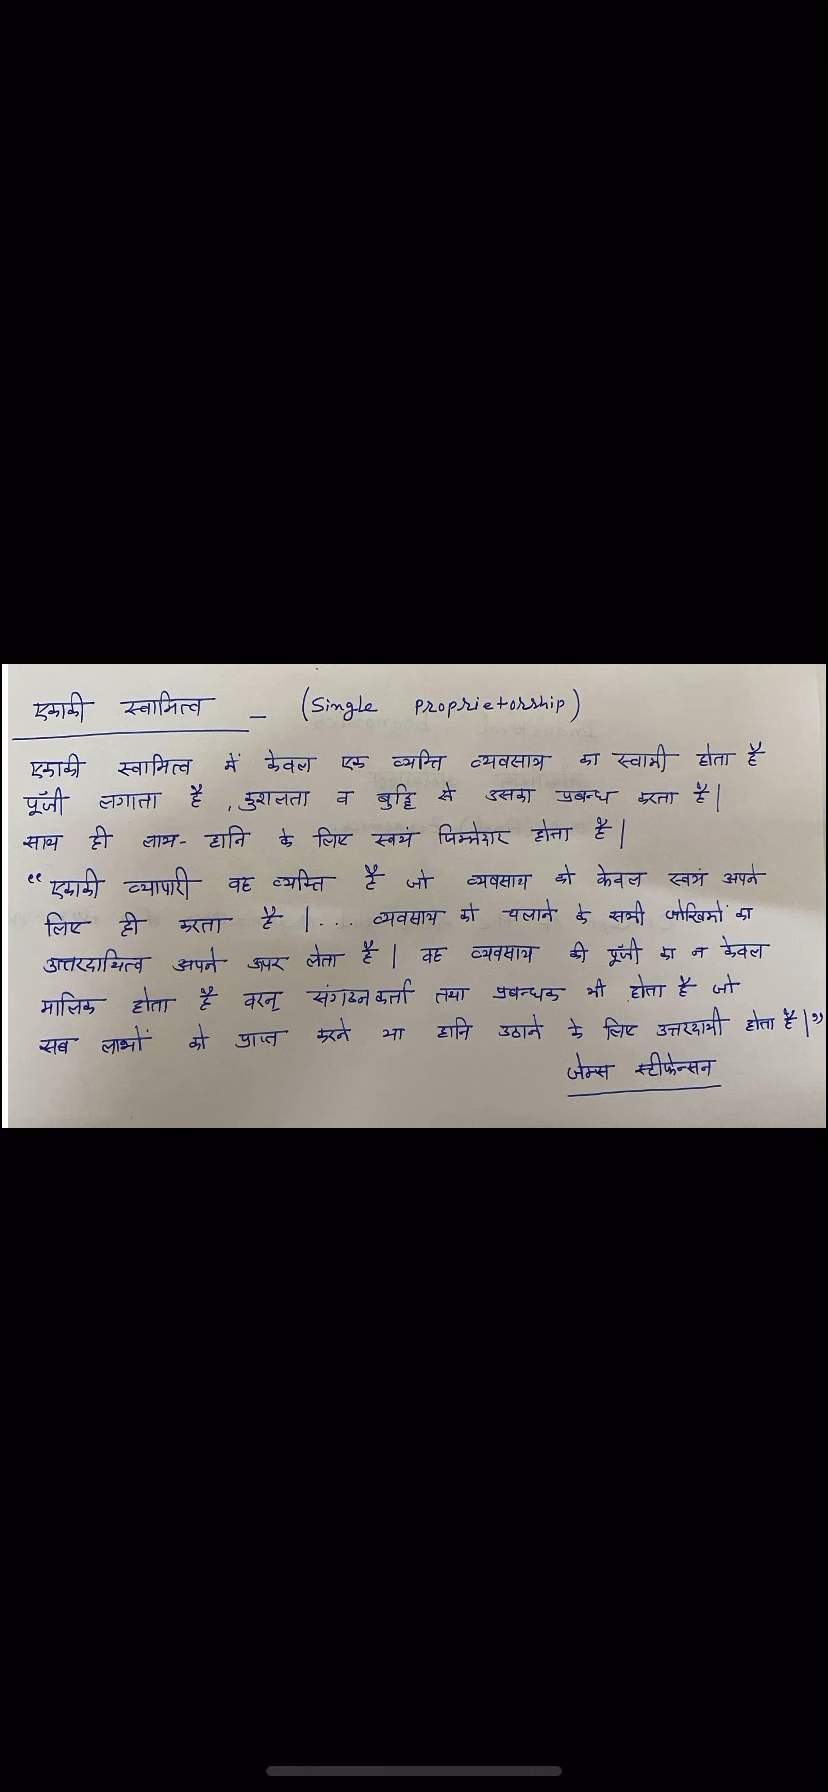 एकाकी स्वामित्व – (Single Proprietorship)
एकाकी स्वामित्व में केवल एक व्यक्ति व्यवसाय का स्वामी होता है
पूँजी लगाता है , कुशलता व बुद्धि से उसका प्रबन्ध करता है |
साथ ही लाभ - हानि के लिए स्वयं जिम्मेदार होता है |
“ एकाकी व्यापारी वह व्यक्ति है जो व्यवसाय को केवल स्वयं अपने
लिए ही करता है | ... व्यवसाय को चलाने के सभी जोखिमों का
उत्तरदायित्व अपने ऊपर लेता है | वह व्यवसाय की पूँजी का न केवल
मालिक होता है वरन् संगठनकर्ता तथा प्रबन्धक भी होता है जो
सब लाभों को प्राप्त करने या हानि उठाने के लिए उत्तरदायी होता है |”
जेम्स स्टीफेन्सन